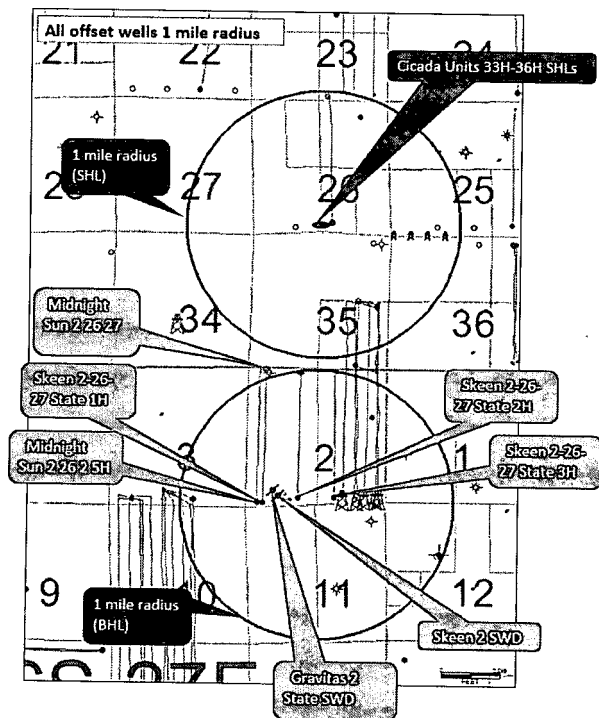 All offset wells 1 mile radius
21 22 23 24
Cicada Units 33H-36H SHLs
1 mile radius
(SHL)
27 26 25
34 35 36
Midnight
Sun 2 26 27
Skeen 2-26-
27 State 1H
Skeen 2-26-
27 State 2H
Midnight
Sun 2 26 2 5H
3 2 1
Skeen 2-26-
27 State 3H
9 10 11 12
1 mile radius
(BHL)
Skeen 2 SWD
Gravitas 2
State SWD